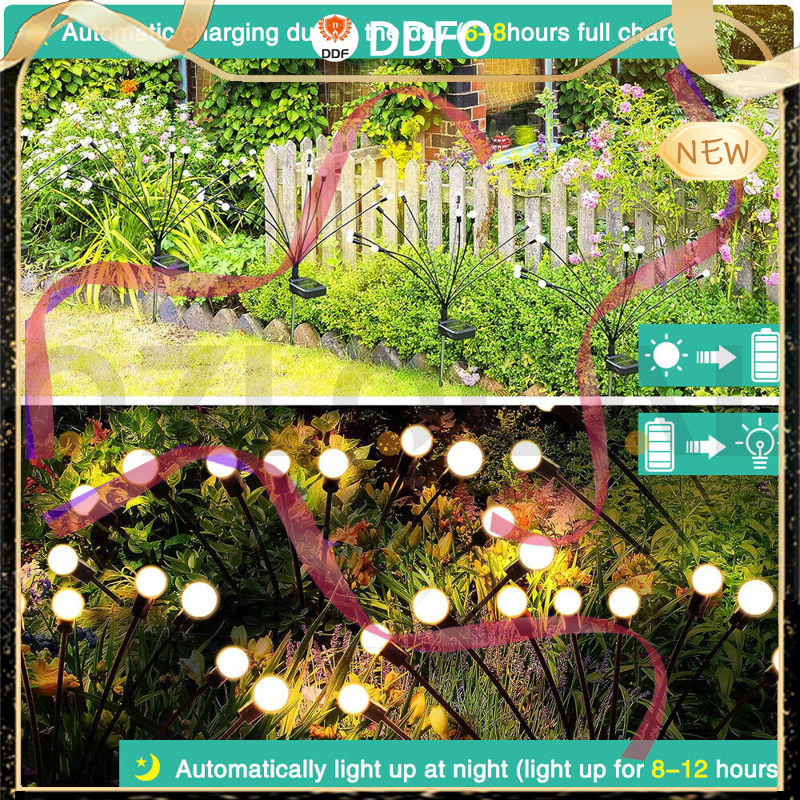 Automatic charging du the day (6-8hours full charg
DDF
DDFO
NEW
Automatically light up at night (light up for 8-12 hours